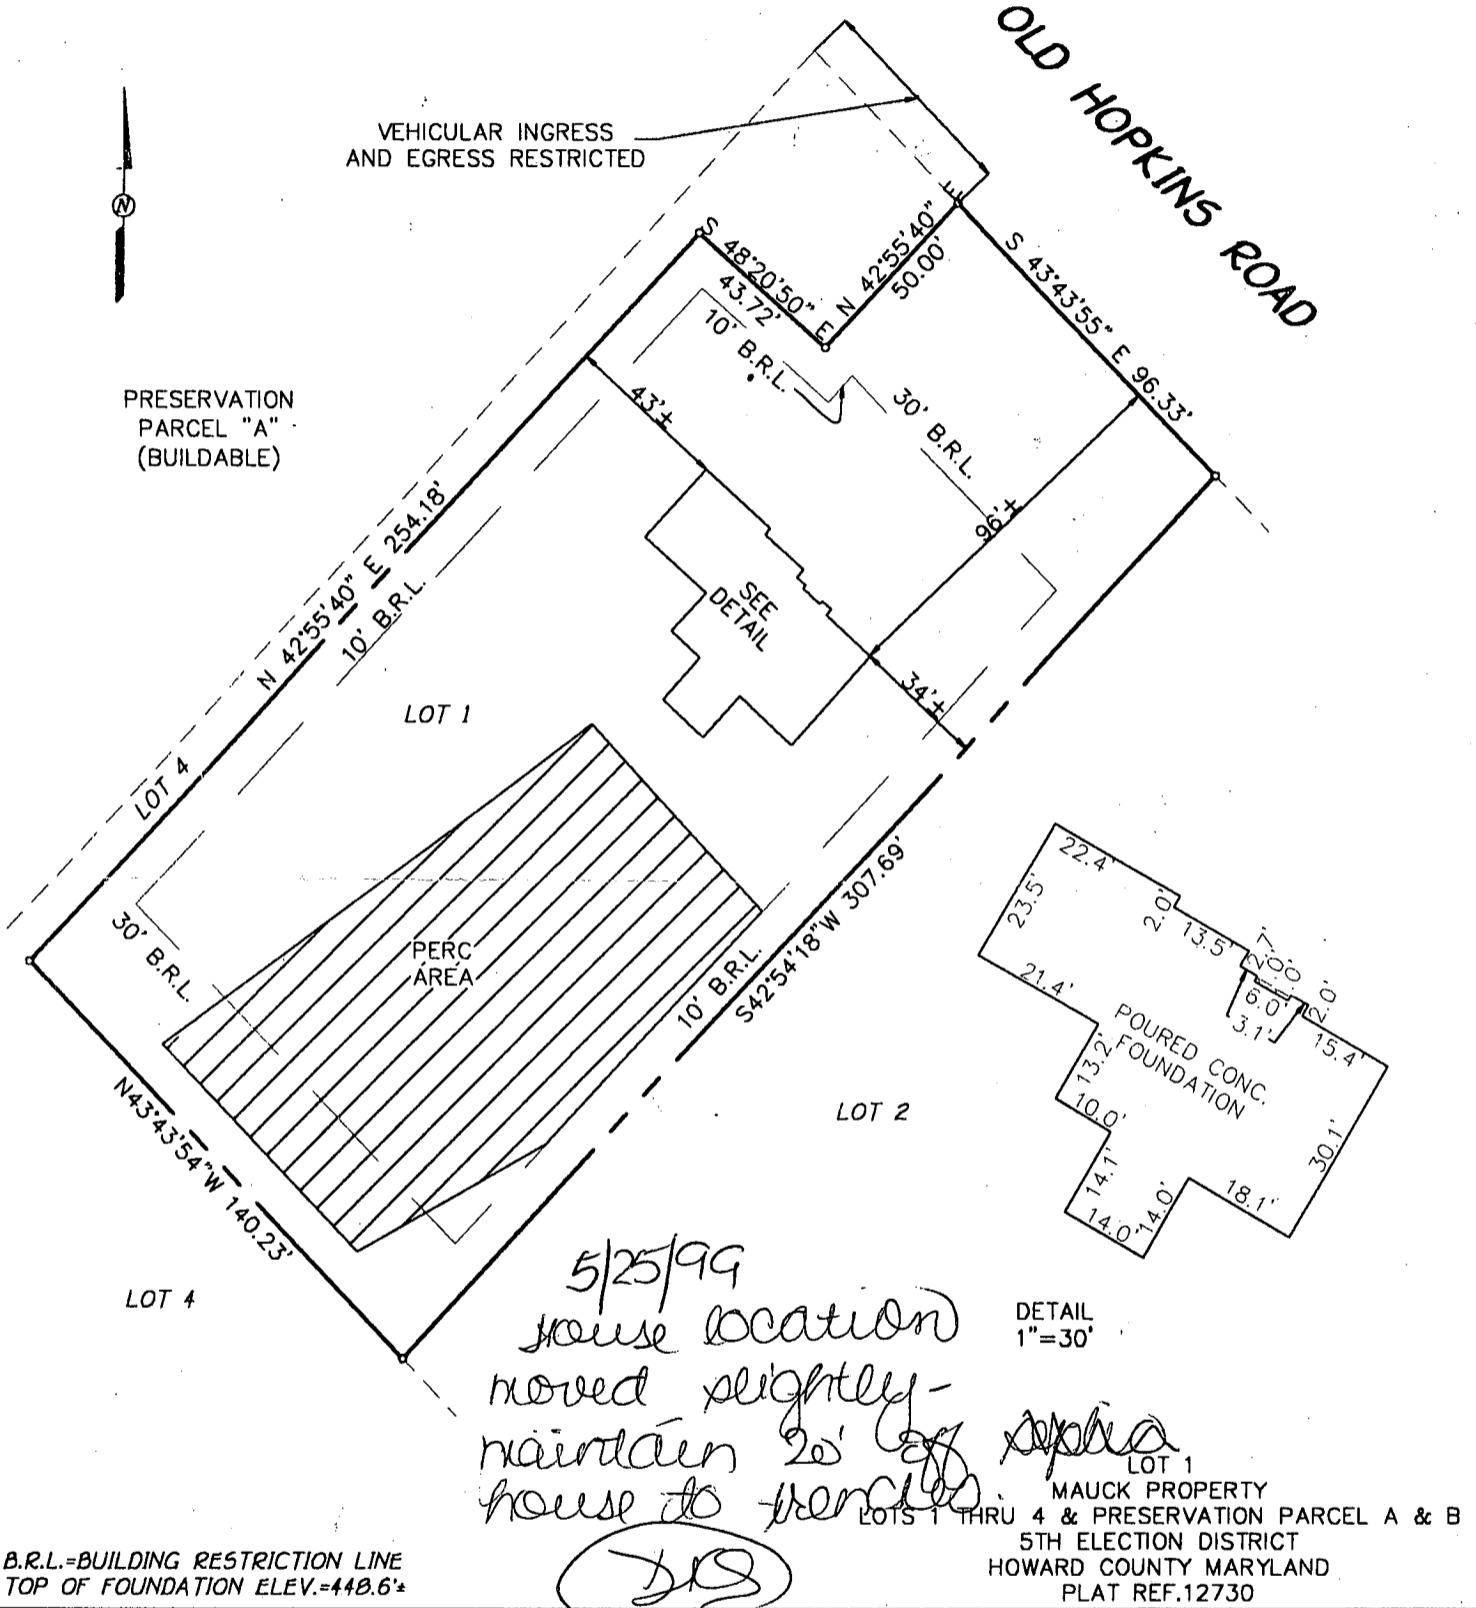 OLD HOPKINS ROAD
VEHICULAR INGRESS
AND EGRESS RESTRICTED
N
S 48°20'50" E
43.72'
N 42°55'40" E
50.00'
S 43°43'55" E 96.33'
10' B.R.L.
30' B.R.L.
PRESERVATION
PARCEL "A"
(BUILDABLE)
43'±
96'±
N 42°55'40" E 254.18'
10' B.R.L.
SEE
DETAIL
34'±
LOT 1
LOT 4
30' B.R.L.
PERC
AREA
10' B.R.L.
S42°54'18"W 307.69'
N43°43'54"W 140.23'
LOT 2
LOT 4
22.4'
23.5'
2.0'
13.5'
2.7'
0.0'
2.0'
6.0'
3.1'
15.4'
21.4'
POURED CONC.
FOUNDATION
13.2'
10.0'
30.1'
14.1'
14.0'
14.0'
18.1'
DETAIL
1"=30'
5/25/99
House location
moved slightly-
maintain 20' off septic
house to trenches.
DKS
LOT 1
MAUCK PROPERTY
LOTS 1 THRU 4 & PRESERVATION PARCEL A & B
5TH ELECTION DISTRICT
HOWARD COUNTY MARYLAND
PLAT REF.12730
B.R.L.=BUILDING RESTRICTION LINE
TOP OF FOUNDATION ELEV.=448.6'±